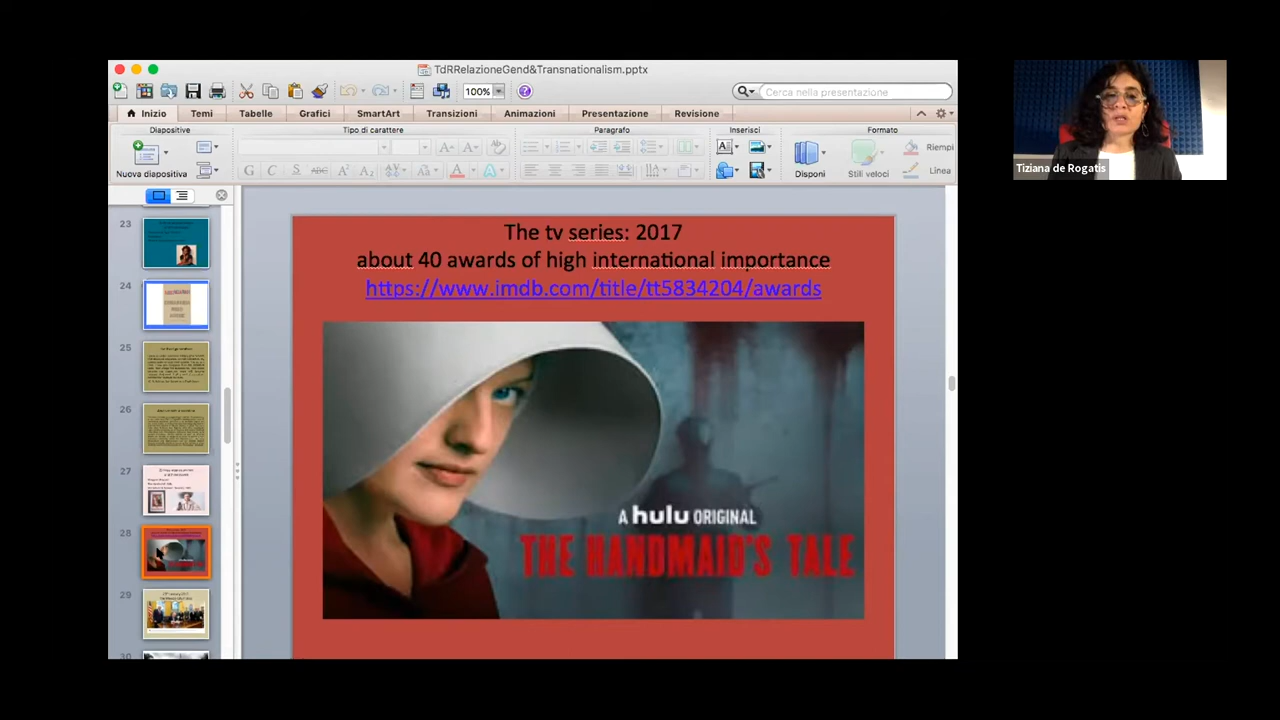 TdRRelazioneGend&Transnationalism.pptx
100%
Cerca nella presentazione
Inizio
Temi
Tabelle
Grafici
SmartArt
Transizioni
Animazioni
Presentazione
Revisione
Diapositive
Tipo di carattere
Paragrafo
Inserisci
Formato
Nuova diapositiva
G C S ABC A² A₂
Disponi
Stili veloci
Riempi
Linea
23
24
25
26
27
28
29
The tv series: 2017
about 40 awards of high international importance
https://www.imdb.com/title/tt5834204/awards
A hulu ORIGINAL
THE HANDMAID'S TALE
Tiziana de Rogatis